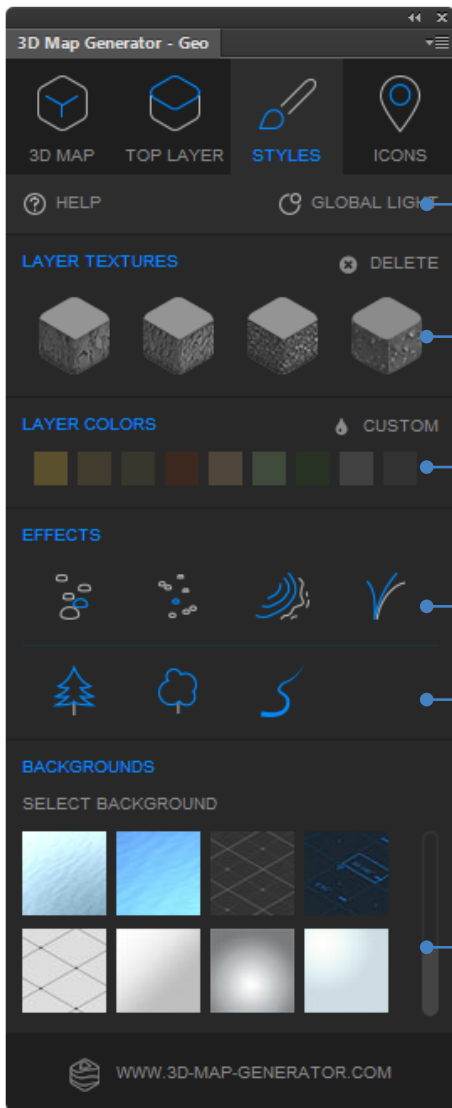 3D Map Generator - Geo
3D MAP TOP LAYER STYLES ICONS
HELP GLOBAL LIGHT
LAYER TEXTURES DELETE
LAYER COLORS CUSTOM
EFFECTS
BACKGROUNDS
SELECT BACKGROUND
WWW.3D-MAP-GENERATOR.COM